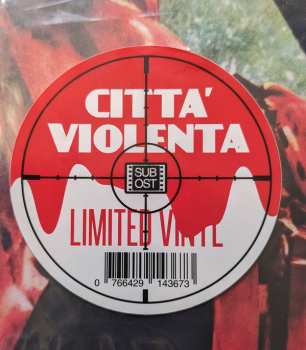 CITTA'
VIOLENTA
SUB
OST
LIMITED VINYL
0 766429 143673